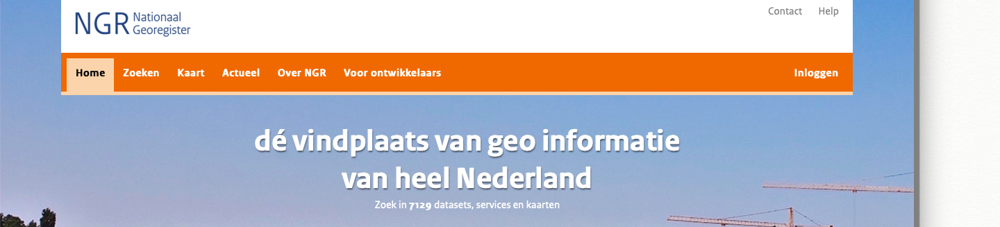 NGR Nationaal
Georegister
Contact Help
Home Zoeken Kaart Actueel Over NGR Voor ontwikkelaars Inloggen
dé vindplaats van geo informatie
van heel Nederland
Zoek in 7129 datasets, services en kaarten